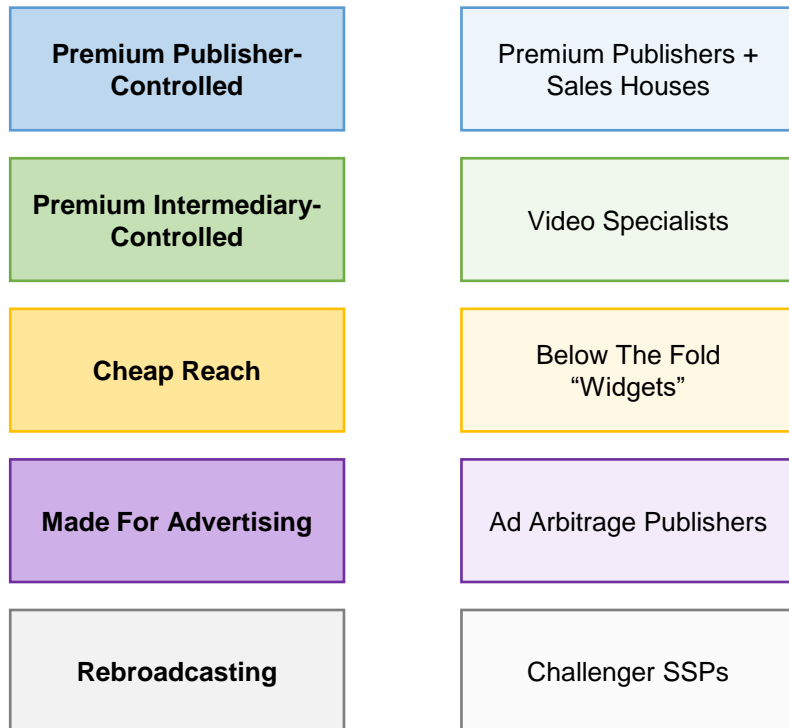 Premium Publisher-
Controlled
Premium Publishers +
Sales Houses
Premium Intermediary-
Controlled
Video Specialists
Cheap Reach
Below The Fold
“Widgets”
Made For Advertising
Ad Arbitrage Publishers
Rebroadcasting
Challenger SSPs